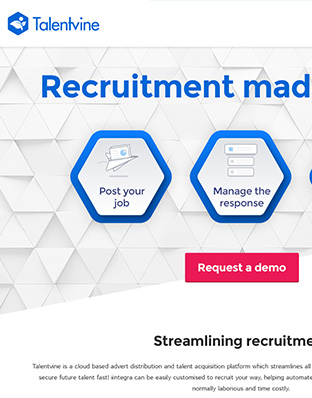 Talentvine
Recruitment mad
Post your
job
Manage the
response
Request a demo
Streamlining recruitme
Talentvine is a cloud based advert distribution and talent acquisition platform which streamlines all
secure future talent fast! iintegra can be easily customised to recruit your way, helping automate
normally laborious and time costly.